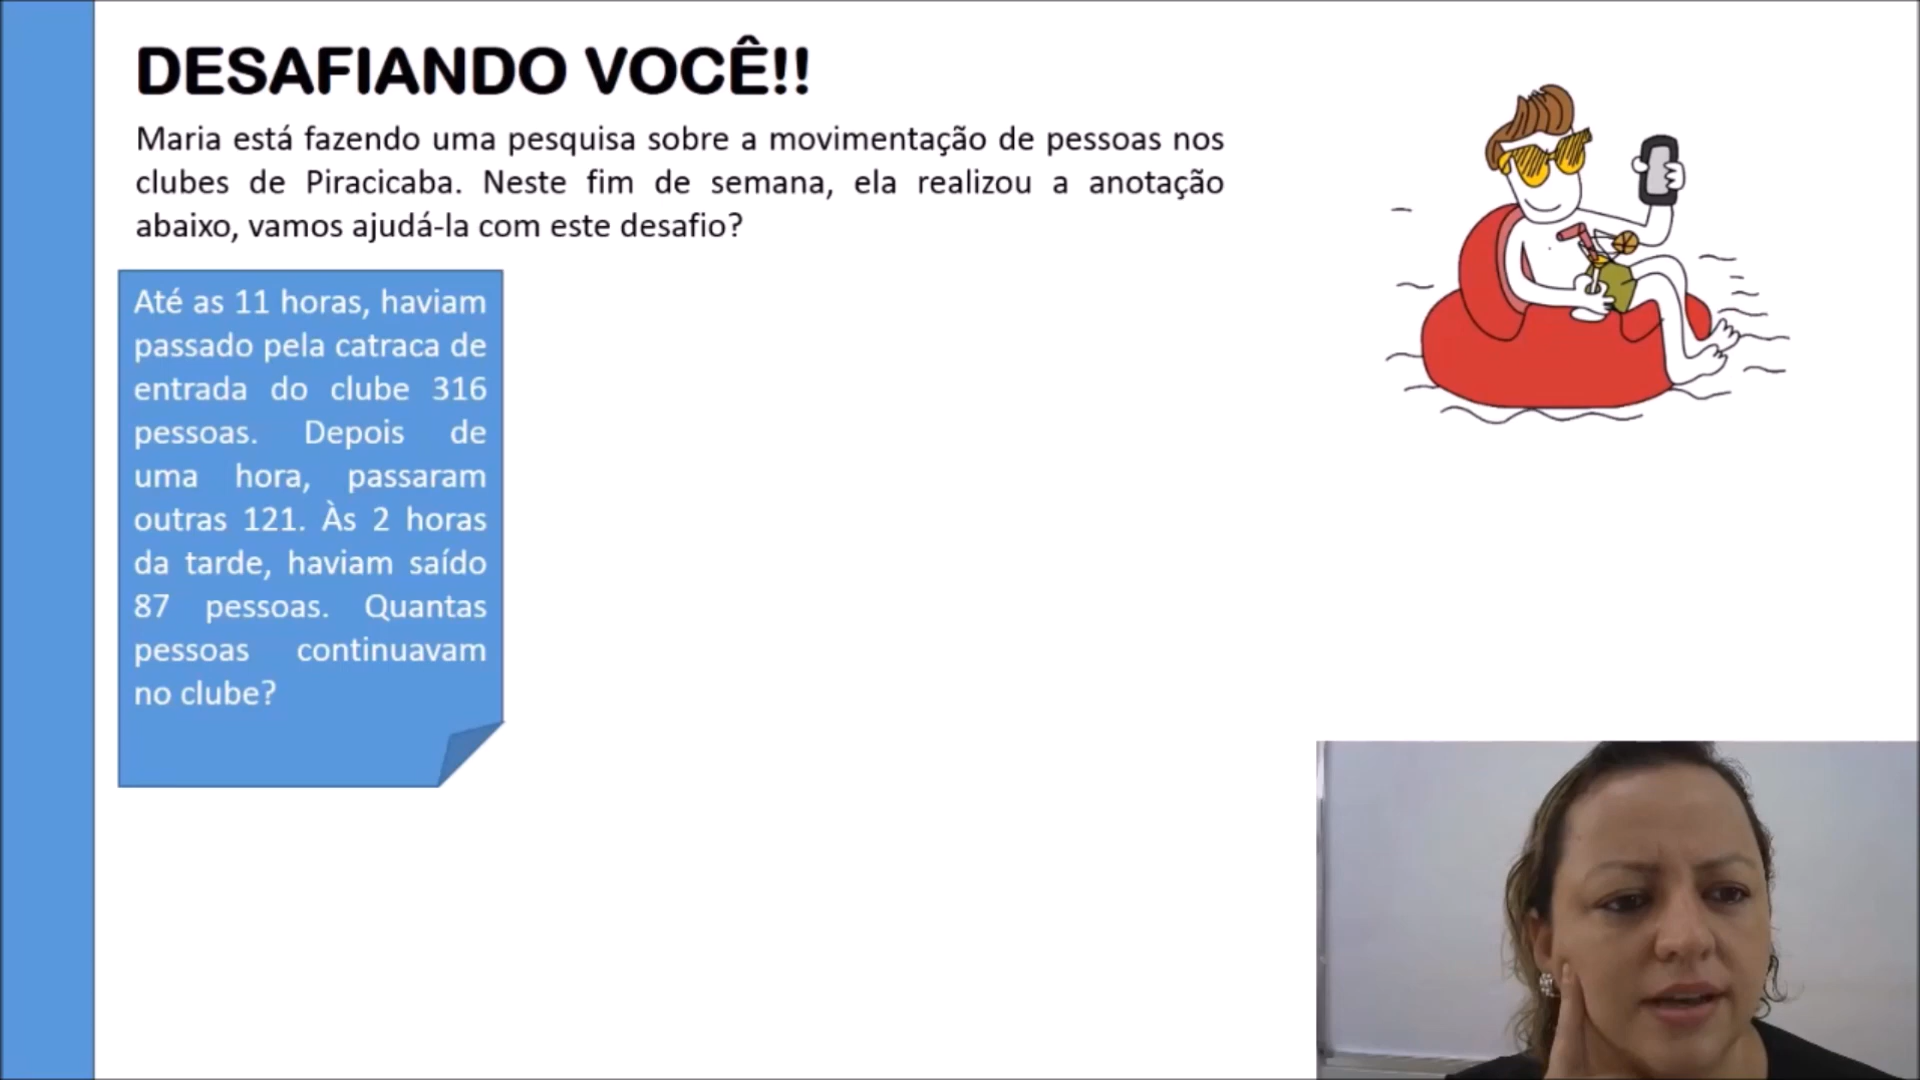 DESAFIANDO VOCÊ!!
Maria está fazendo uma pesquisa sobre a movimentação de pessoas nos
clubes de Piracicaba. Neste fim de semana, ela realizou a anotação
abaixo, vamos ajudá-la com este desafio?
Até as 11 horas, haviam
passado pela catraca de
entrada do clube 316
pessoas. Depois de
uma hora, passaram
outras 121. Às 2 horas
da tarde, haviam saído
87 pessoas. Quantas
pessoas continuavam
no clube?